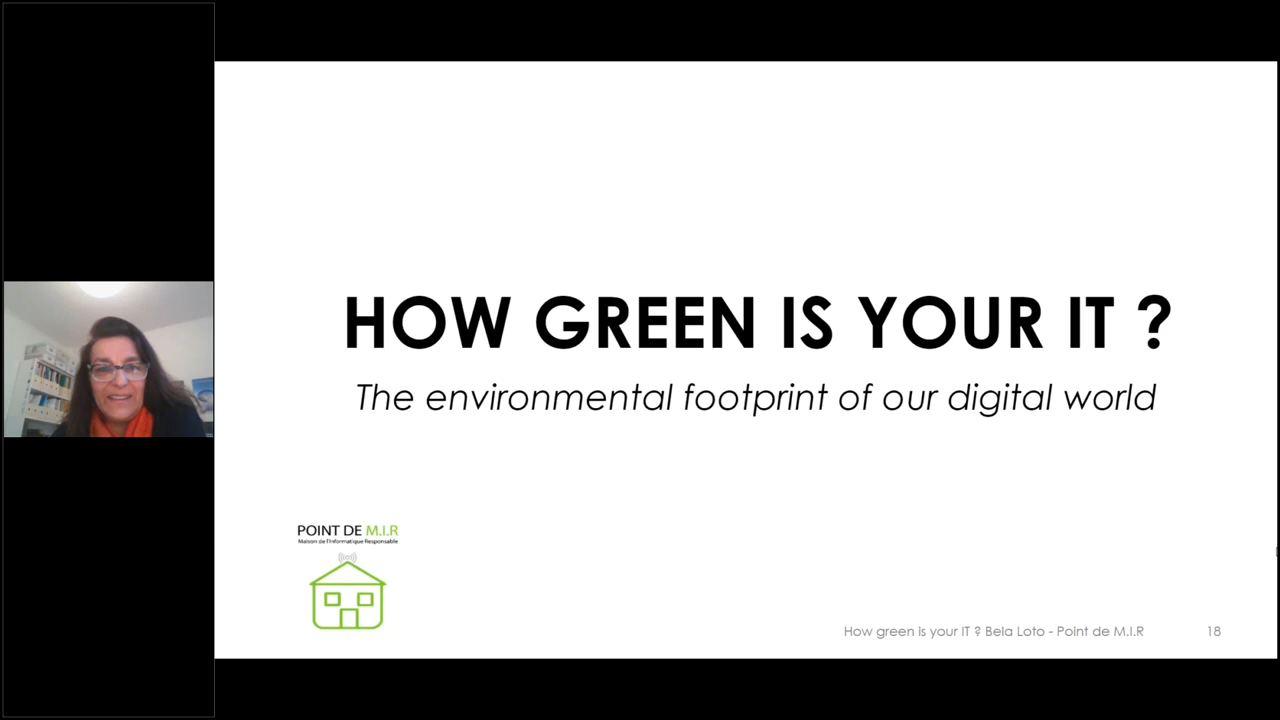 HOW GREEN IS YOUR IT ?
The environmental footprint of our digital world
POINT DE M.I.R
Maison de l'Informatique Responsable
How green is your IT ? Bela Loto - Point de M.I.R
18